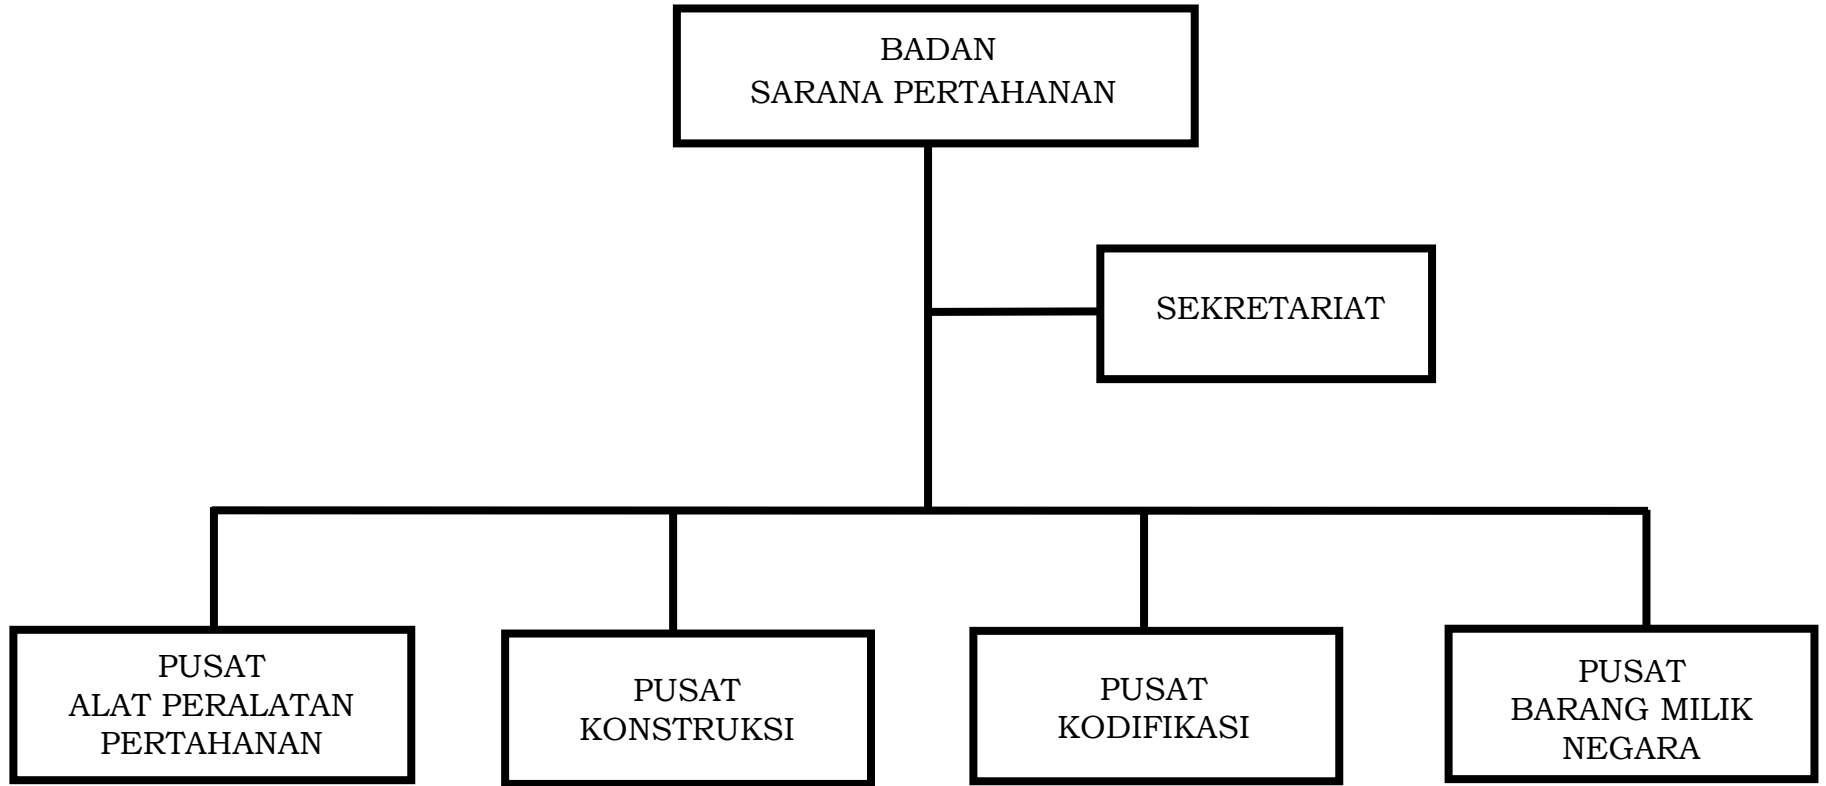 BADAN
SARANA PERTAHANAN
SEKRETARIAT
PUSAT
ALAT PERALATAN
PERTAHANAN
PUSAT
KONSTRUKSI
PUSAT
KODIFIKASI
PUSAT
BARANG MILIK
NEGARA